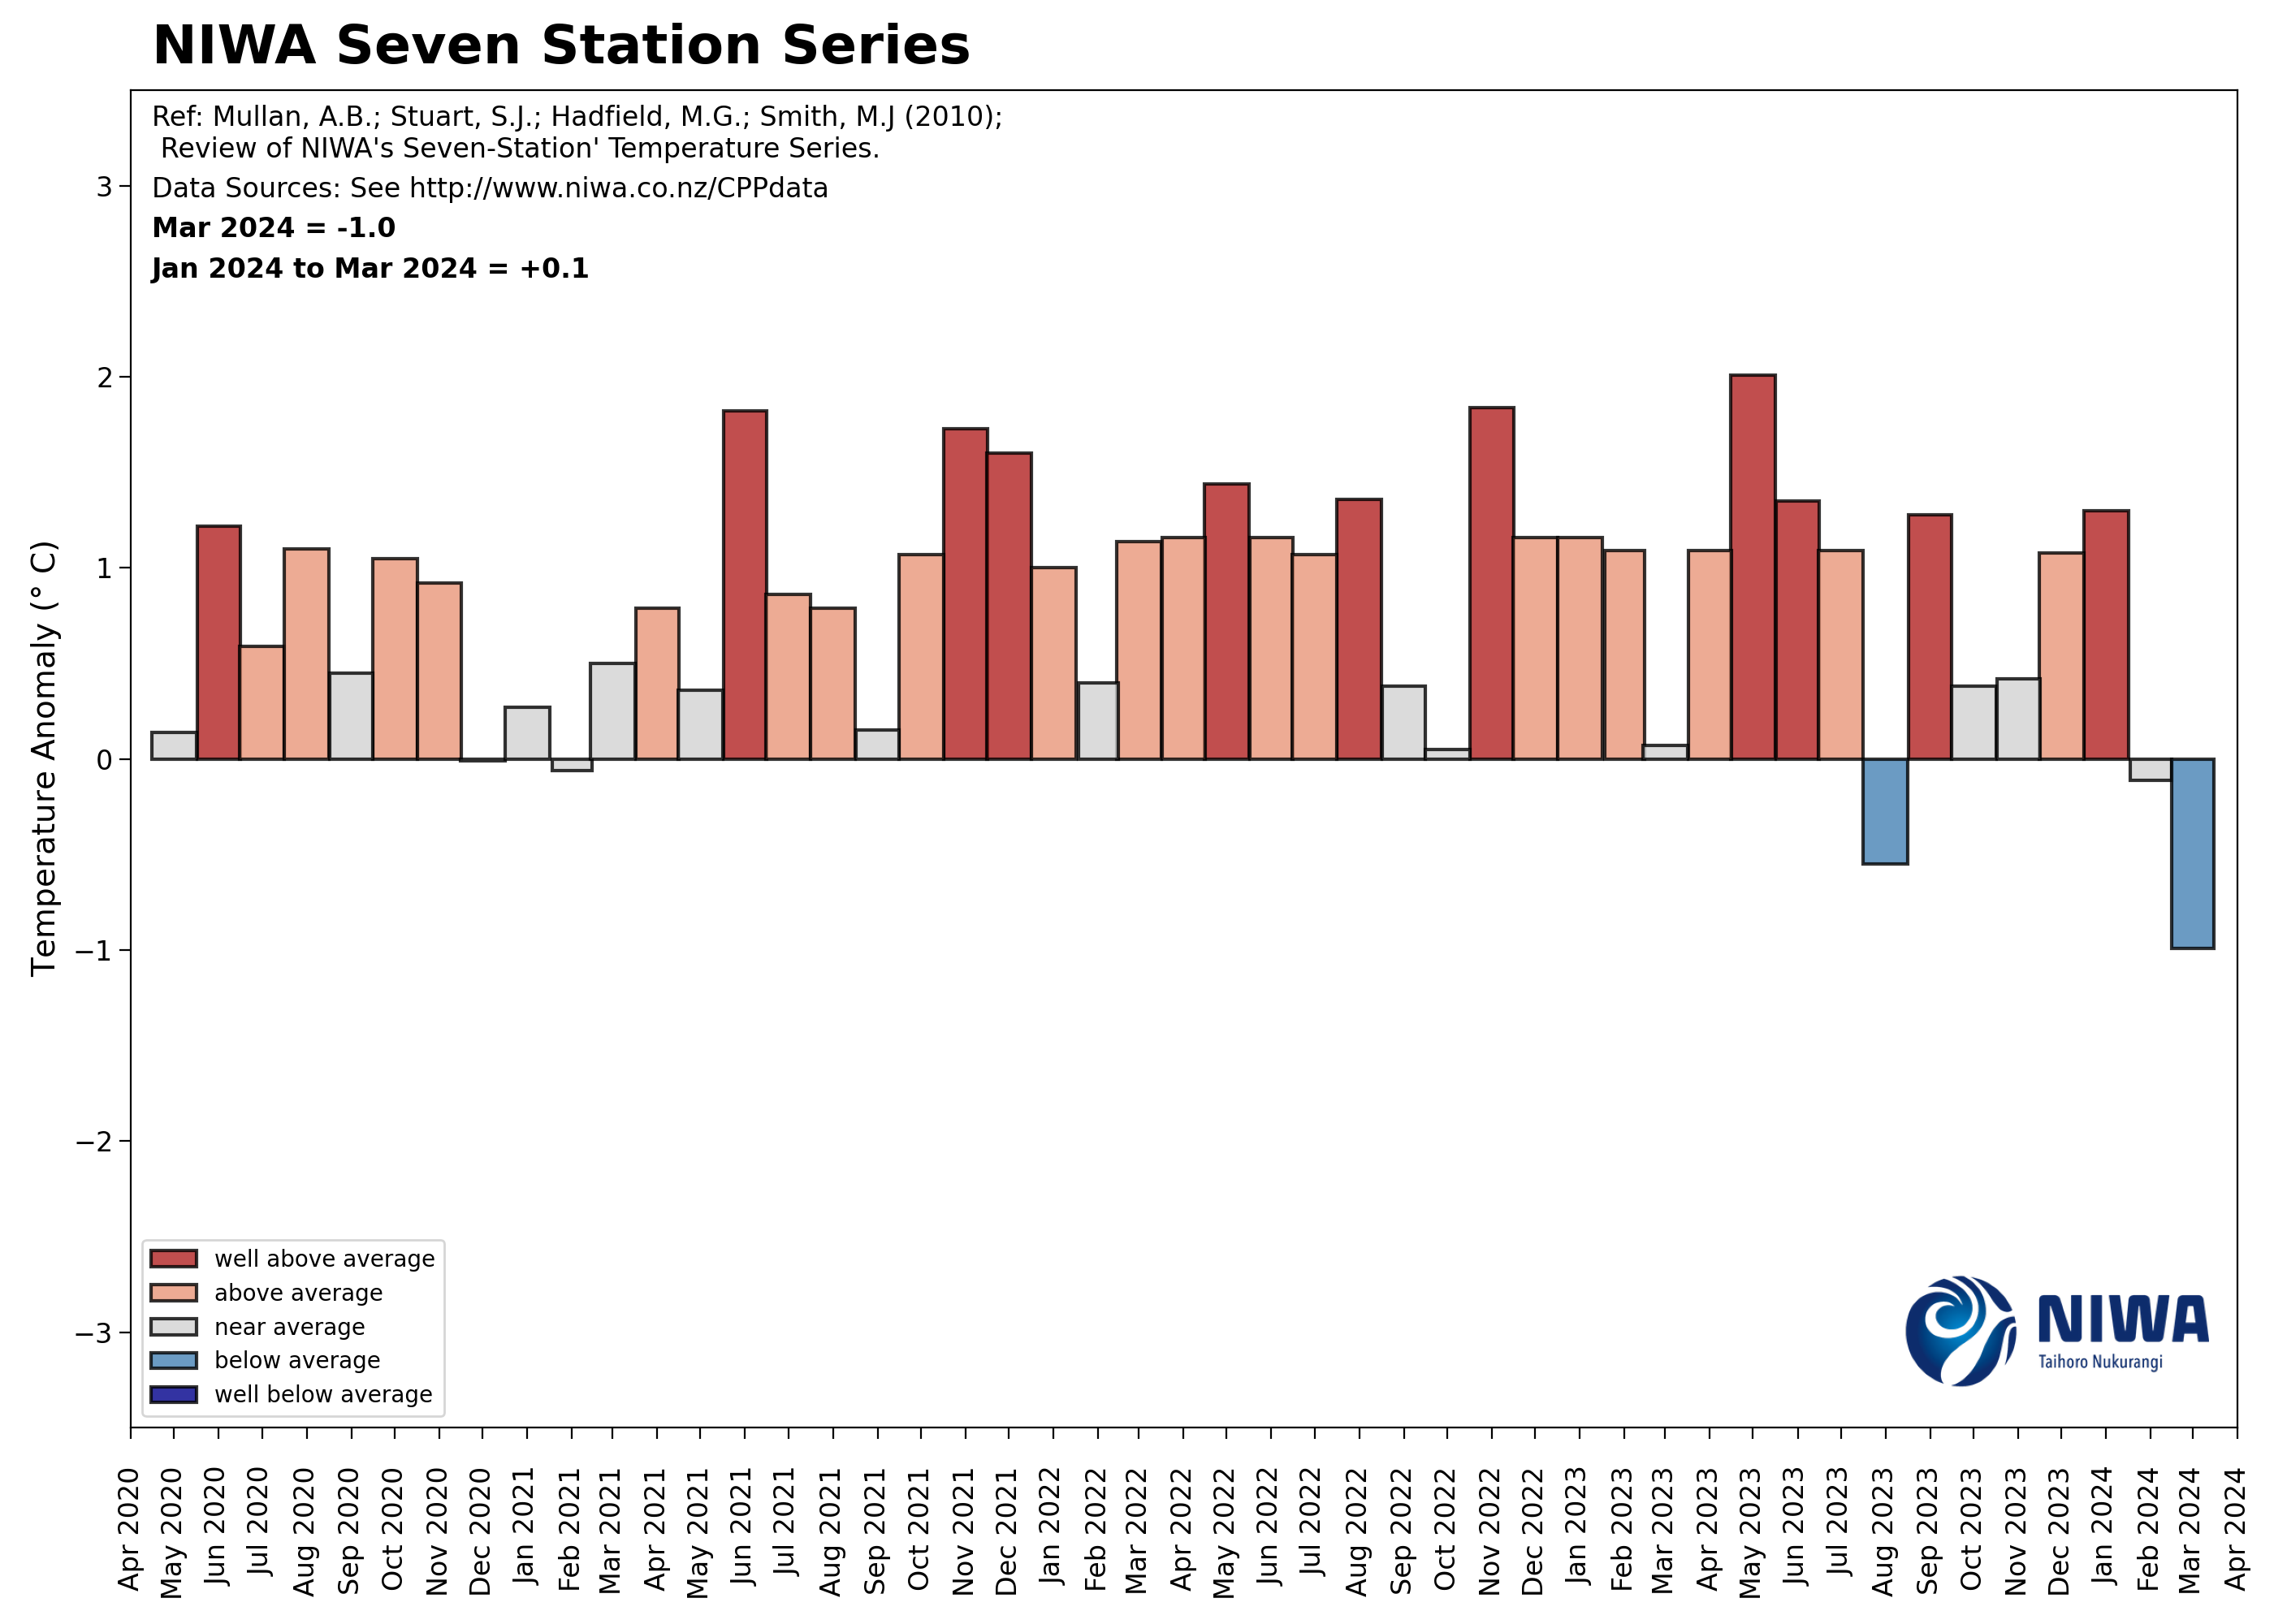 NIWA Seven Station Series
Ref: Mullan, A.B.; Stuart, S.J.; Hadfield, M.G.; Smith, M.J (2010);
Review of NIWA's Seven-Station' Temperature Series.
Data Sources: See http://www.niwa.co.nz/CPPdata
Mar 2024 = -1.0
Jan 2024 to Mar 2024 = +0.1
Temperature Anomaly (° C)
3
2
1
0
−1
−2
−3
well above average
above average
near average
below average
well below average
NIWA
Taihoro Nukurangi
Apr 2020
May 2020
Jun 2020
Jul 2020
Aug 2020
Sep 2020
Oct 2020
Nov 2020
Dec 2020
Jan 2021
Feb 2021
Mar 2021
Apr 2021
May 2021
Jun 2021
Jul 2021
Aug 2021
Sep 2021
Oct 2021
Nov 2021
Dec 2021
Jan 2022
Feb 2022
Mar 2022
Apr 2022
May 2022
Jun 2022
Jul 2022
Aug 2022
Sep 2022
Oct 2022
Nov 2022
Dec 2022
Jan 2023
Feb 2023
Mar 2023
Apr 2023
May 2023
Jun 2023
Jul 2023
Aug 2023
Sep 2023
Oct 2023
Nov 2023
Dec 2023
Jan 2024
Feb 2024
Mar 2024
Apr 2024